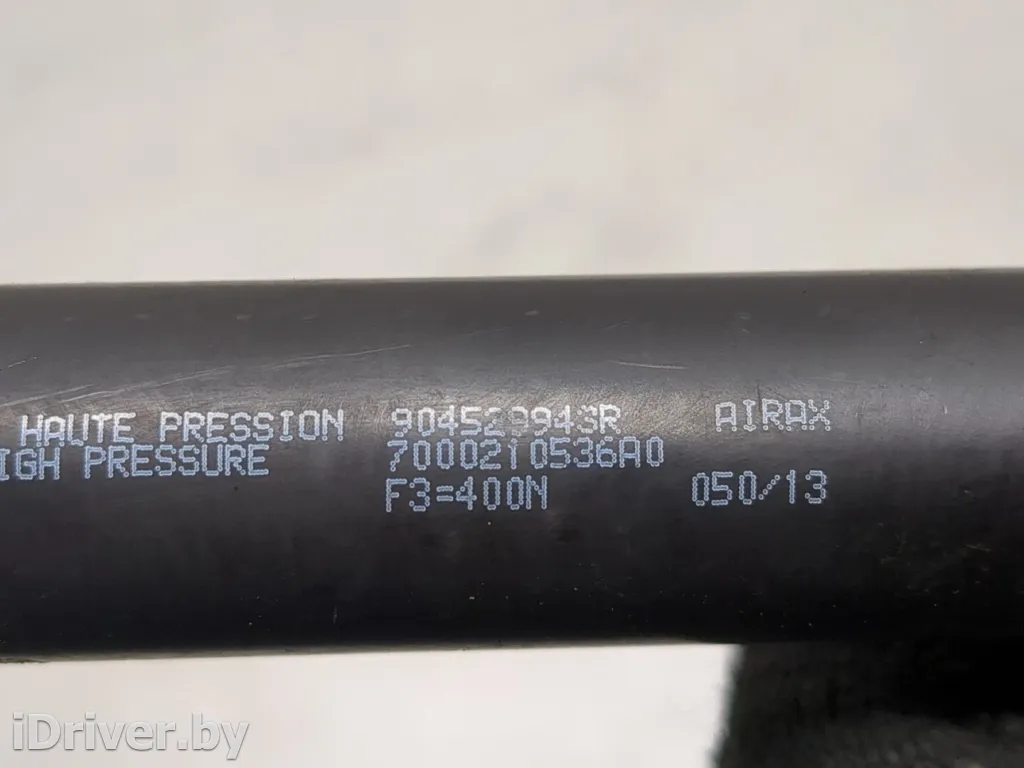 HAUTE PRESSION 904529943R AIRAX
IGH PRESSURE 7000210536A0
F3=400N 050/13
iDriver.by